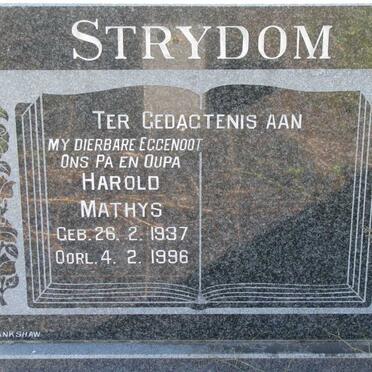 STRYDOM
TER GEDAGTENIS AAN
MY DIERBARE EGGENOOT
ONS PA EN OUPA
HAROLD
MATHYS
GEB. 26. 2. 1937
OORL. 4. 2. 1996